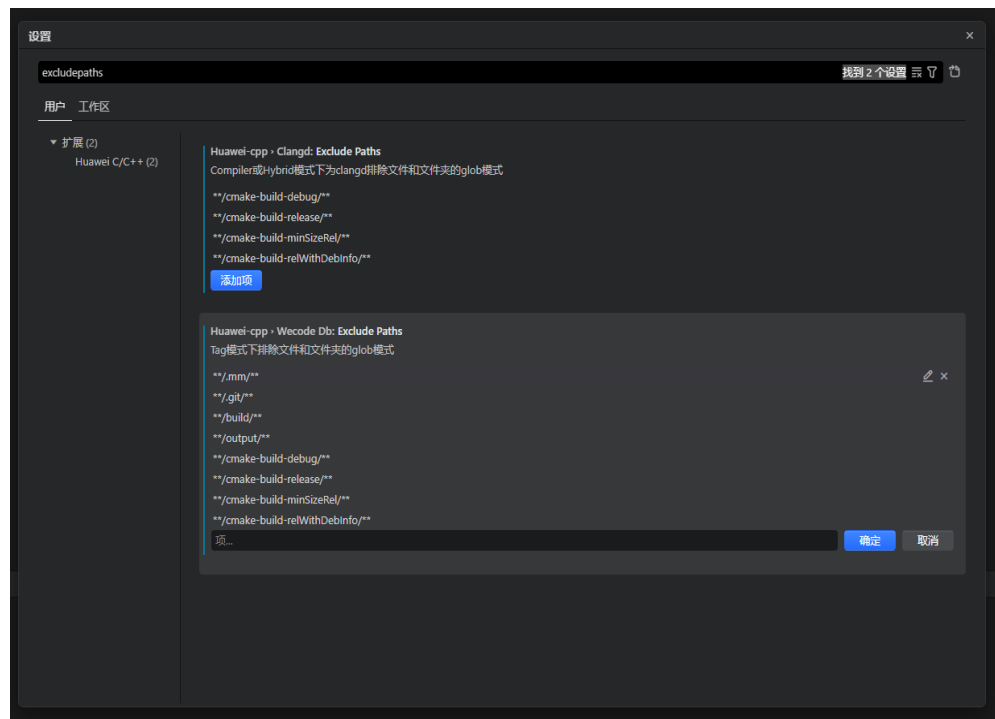 设置
excludepaths
找到 2 个设置
用户 工作区
扩展 (2)
Huawei C/C++ (2)
Huawei-cpp › Clangd: Exclude Paths
Compiler或Hybrid模式下为clangd排除文件和文件夹的glob模式
**/cmake-build-debug/**
**/cmake-build-release/**
**/cmake-build-minSizeRel/**
**/cmake-build-relWithDebInfo/**
添加项
Huawei-cpp › Wecode Db: Exclude Paths
Tag模式下排除文件和文件夹的glob模式
**/.mm/**
**/.git/**
**/build/**
**/output/**
**/cmake-build-debug/**
**/cmake-build-release/**
**/cmake-build-minSizeRel/**
**/cmake-build-relWithDebInfo/**
项... 确定 取消